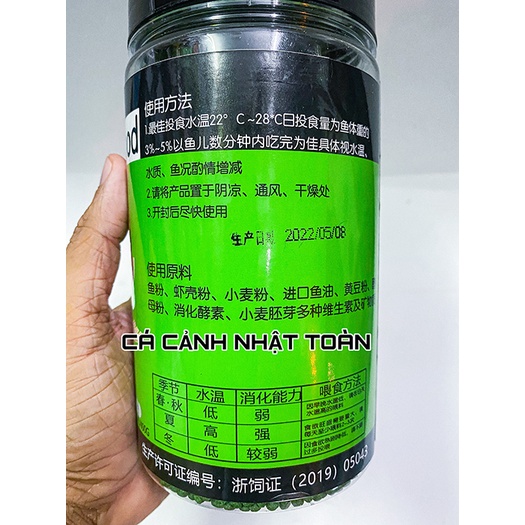 od
使用方法
1.最佳投食水温22° C~28°C日投食量为鱼体重的
3%~5%以鱼儿数分钟内吃完为佳具体视水温、
水质、鱼况酌情增减
2.请将产品置于阴凉、通风、干燥处
3.开封后尽快使用
生产日期 2022/05/08
使用原料
鱼粉、虾壳粉、小麦粉、进口鱼油、黄豆粉、
母粉、消化酵素、小麦胚芽多种维生素及矿物
CÁ CẢNH NHẬT TOÀN
季节 水温 消化能力 喂食方法
春·秋 低 弱
夏 高 强
冬 低 较弱
生产许可证编号: 浙饲证 (2019) 05043